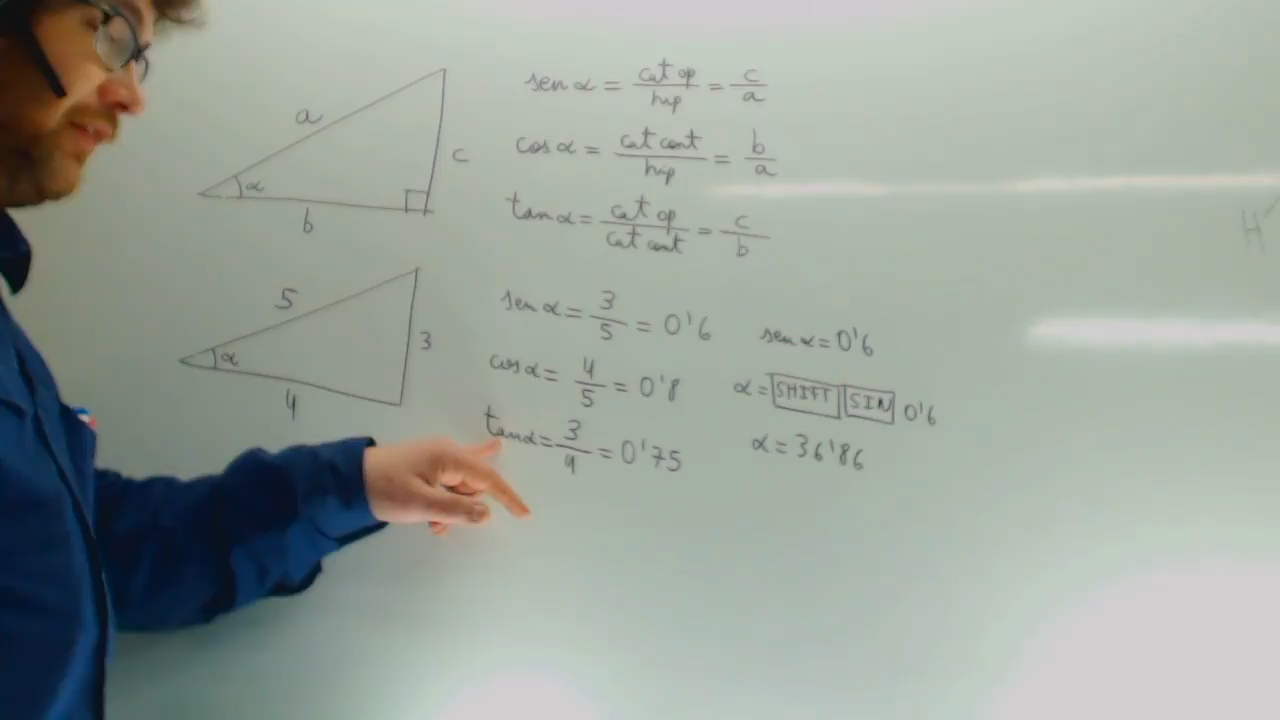 a
α
b
c
sen α = cat op / hip = c / a
cos α = cat cont / hip = b / a
tan α = cat op / cat cont = c / b
5
α
4
3
sen α = 3 / 5 = 0'6
cos α = 4 / 5 = 0'8
tan α = 3 / 4 = 0'75
sen α = 0'6
α = SHIFT SIN 0'6
α = 36'86
H